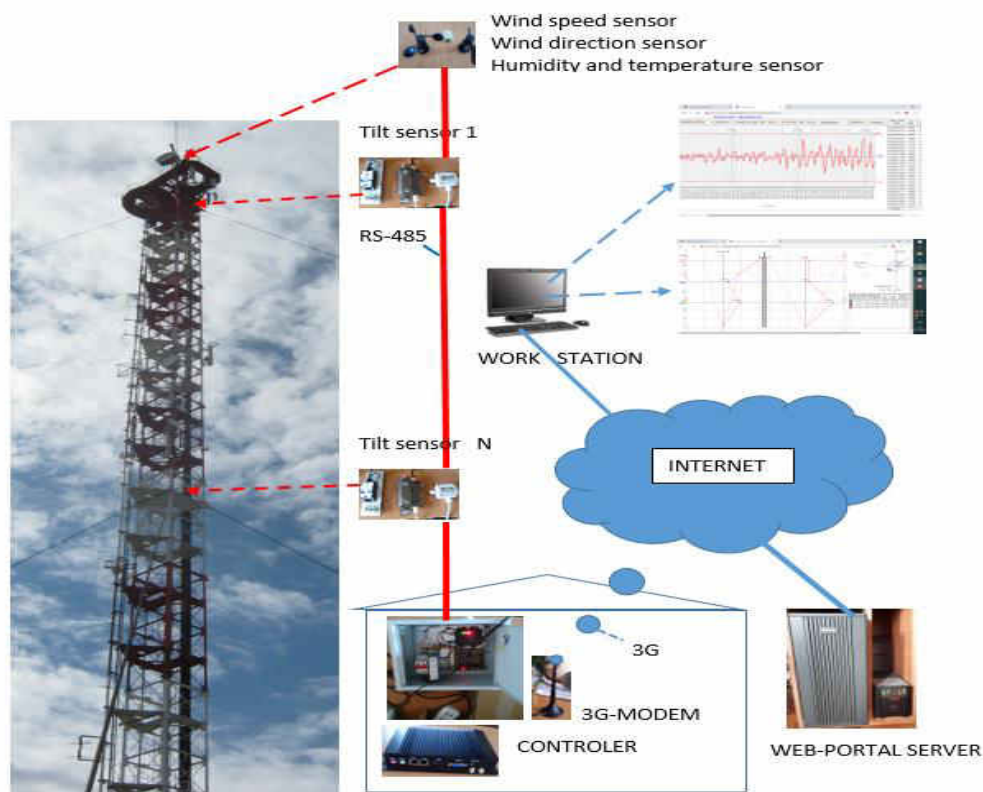 Wind speed sensor
Wind direction sensor
Humidity and temperature sensor
Tilt sensor 1
RS-485
WORK STATION
Tilt sensor N
INTERNET
3G
3G-MODEM
CONTROLER
WEB-PORTAL SERVER